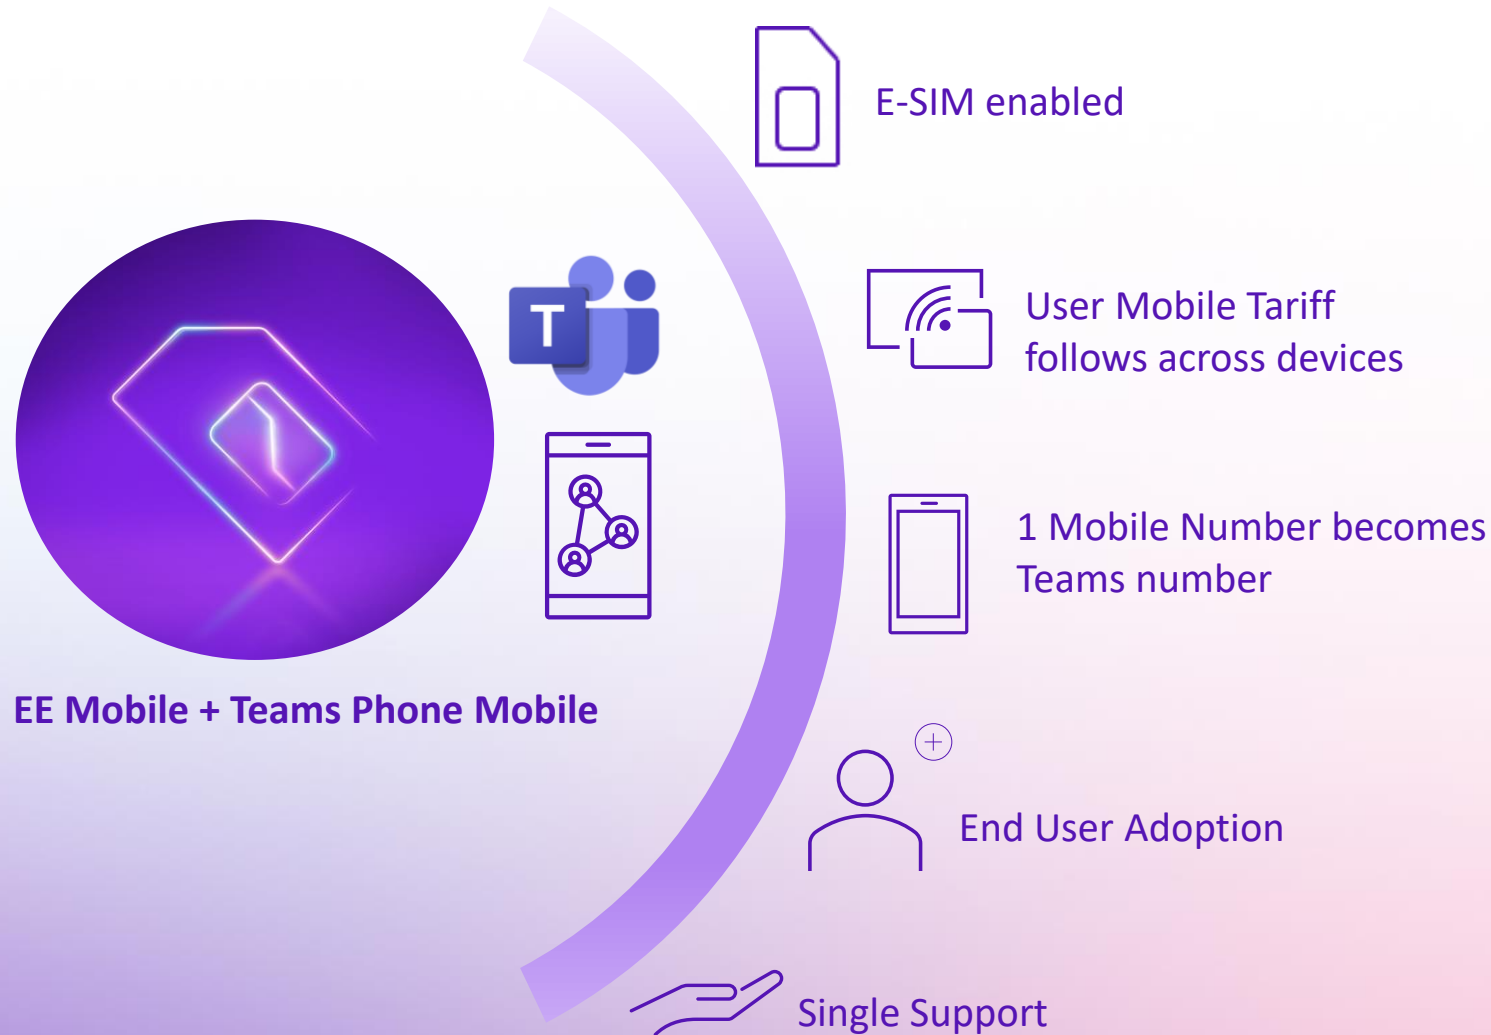 E-SIM enabled
T
User Mobile Tariff
follows across devices
1 Mobile Number becomes
Teams number
EE Mobile + Teams Phone Mobile
End User Adoption
Single Support